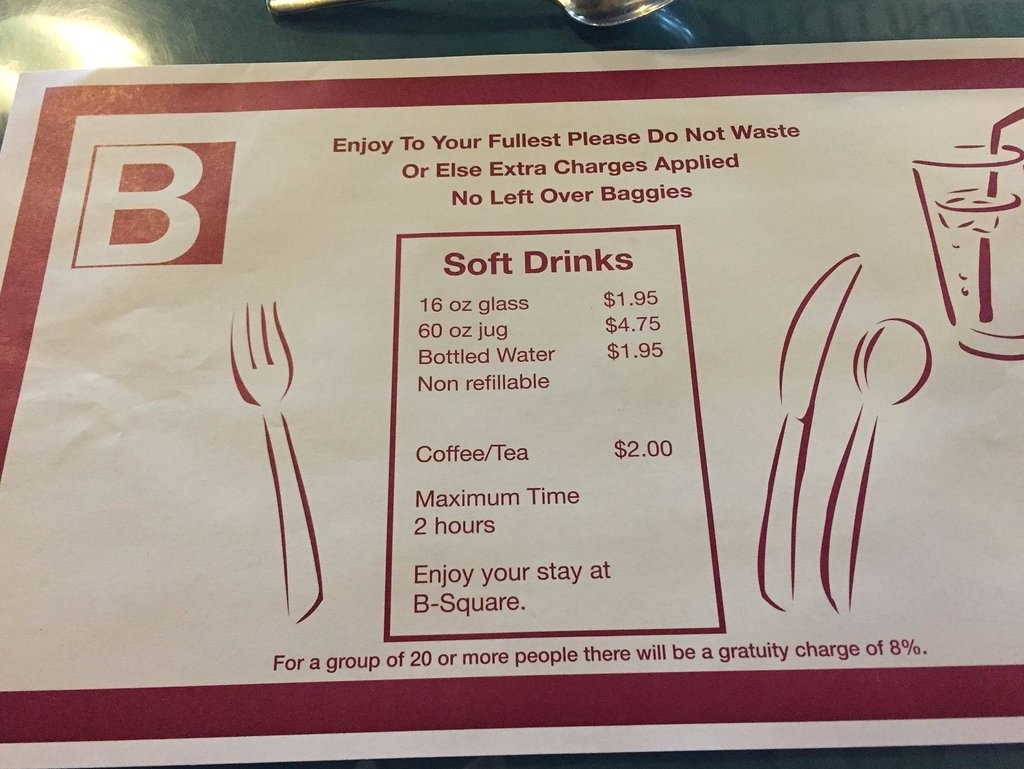 B
Enjoy To Your Fullest Please Do Not Waste
Or Else Extra Charges Applied
No Left Over Baggies
Soft Drinks
16 oz glass $1.95
60 oz jug $4.75
Bottled Water $1.95
Non refillable
Coffee/Tea $2.00
Maximum Time
2 hours
Enjoy your stay at
B-Square.
For a group of 20 or more people there will be a gratuity charge of 8%.